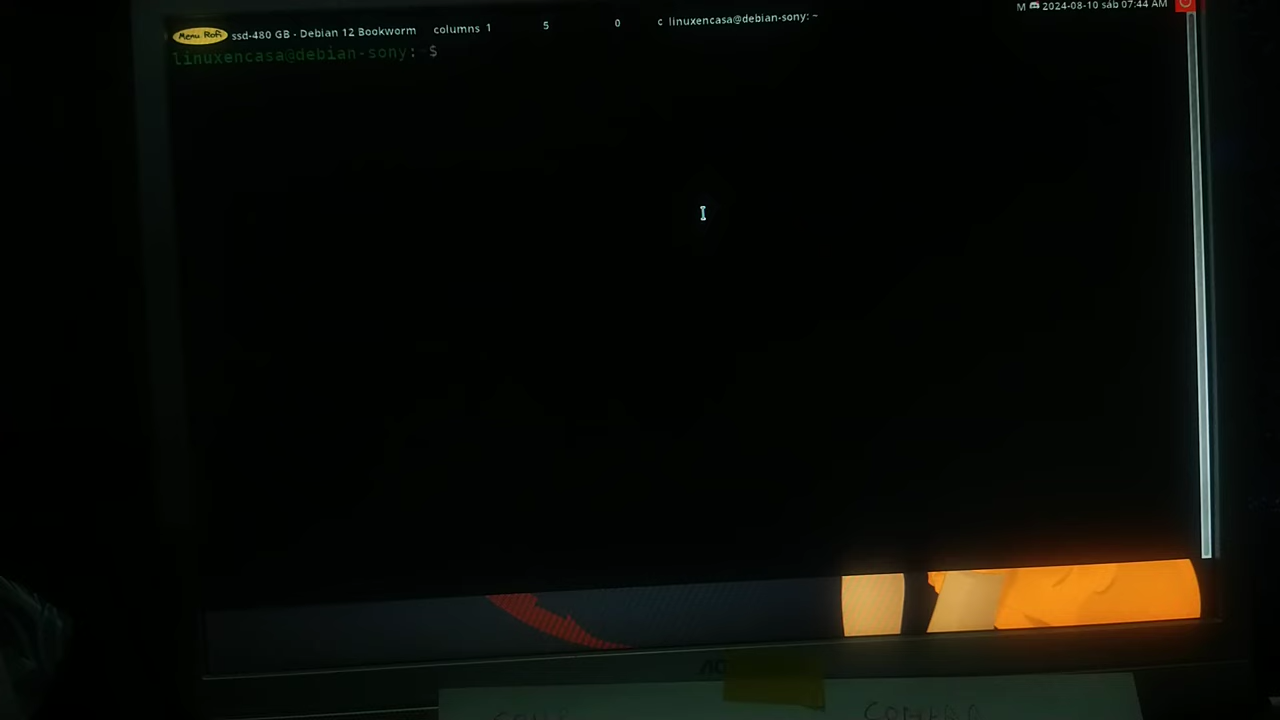 Menu Rofi ssd-480 GB - Debian 12 Bookworm columns 1 5 0 c linuxencasa@debian-sony: ~ M 2024-08-10 sáb 07:44 AM
linuxencasa@debian-sony: $